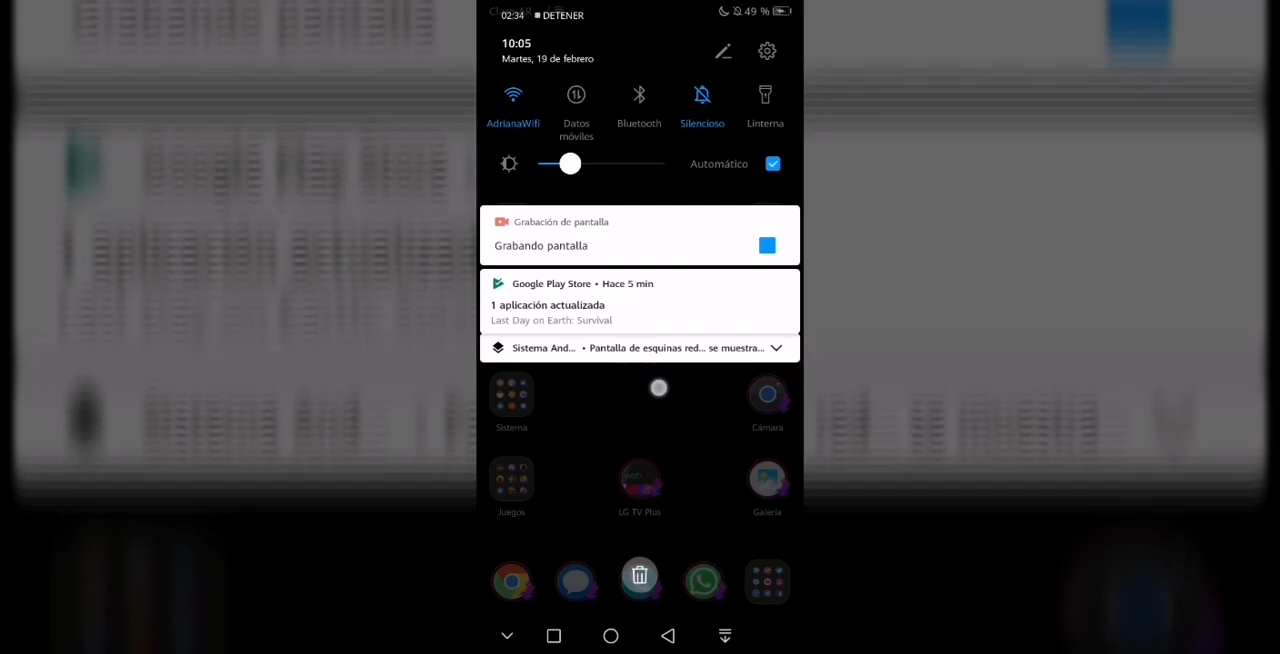 02:34 DETENER
49 %
10:05
Martes, 19 de febrero
AdrianaWifi
Datos móviles
Bluetooth
Silencioso
Linterna
Automático
Grabación de pantalla
Grabando pantalla
Google Play Store • Hace 5 min
1 aplicación actualizada
Last Day on Earth: Survival
Sistema And... • Pantalla de esquinas red... se muestra...
Sistema
Cámara
Juegos
LG TV Plus
Galería